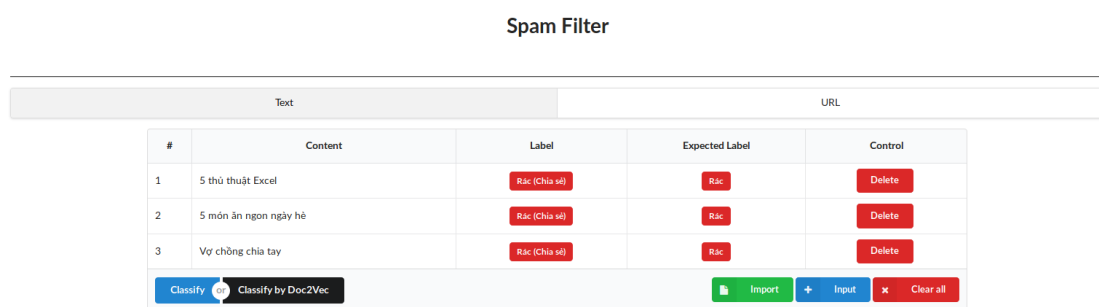 Spam Filter
Text URL
# Content Label Expected Label Control
1 5 thủ thuật Excel Rác (Chia sẻ) Rác Delete
2 5 món ăn ngon ngày hè Rác (Chia sẻ) Rác Delete
3 Vợ chồng chia tay Rác (Chia sẻ) Rác Delete
Classify or Classify by Doc2Vec Import Input Clear all